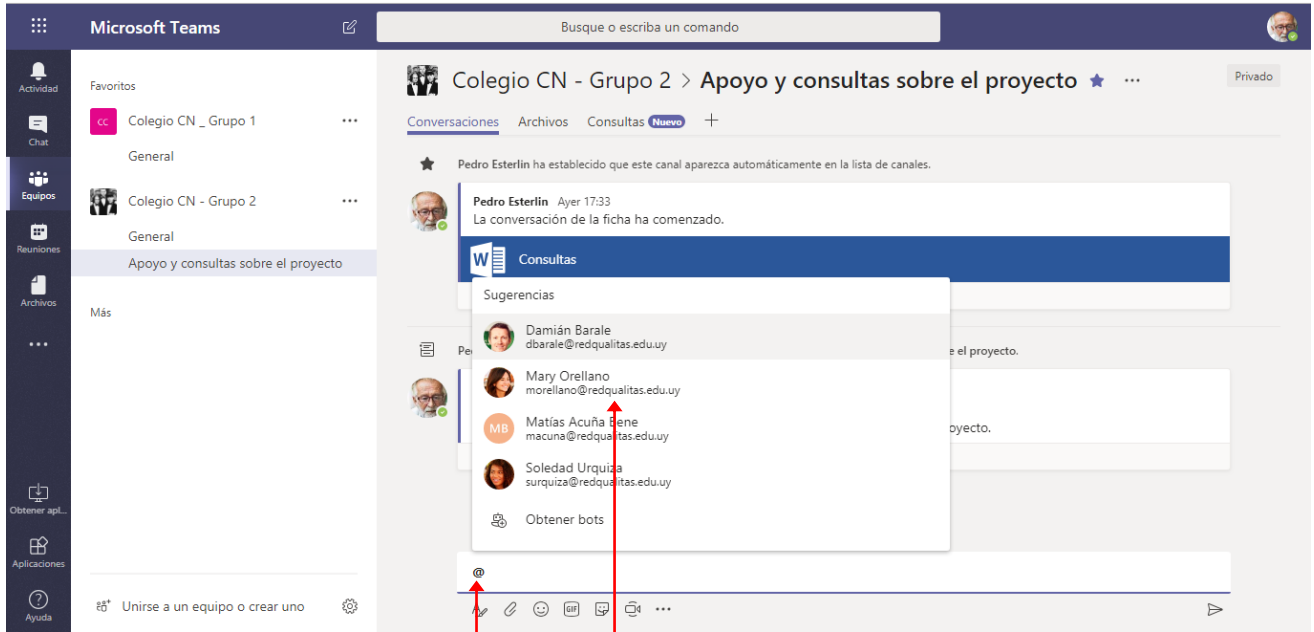 Microsoft Teams
Busque o escriba un comando
Actividad
Chat
Equipos
Reuniones
Archivos
Obtener apl...
Aplicaciones
Ayuda
Favoritos
CC Colegio CN _ Grupo 1
General
Colegio CN - Grupo 2
General
Apoyo y consultas sobre el proyecto
Más
Unirse a un equipo o crear uno
Colegio CN - Grupo 2 > Apoyo y consultas sobre el proyecto
Privado
Conversaciones Archivos Consultas Nuevo
Pedro Esterlin ha establecido que este canal aparezca automáticamente en la lista de canales.
Pedro Esterlin Ayer 17:33
La conversación de la ficha ha comenzado.
W Consultas
Sugerencias
Damián Barale
dbarale@redqualitas.edu.uy
Mary Orellano
morellano@redqualitas.edu.uy
MB Matías Acuña Bene
macuna@redqualitas.edu.uy
Soledad Urquiza
surquiza@redqualitas.edu.uy
Obtener bots
el proyecto.
@
GIF